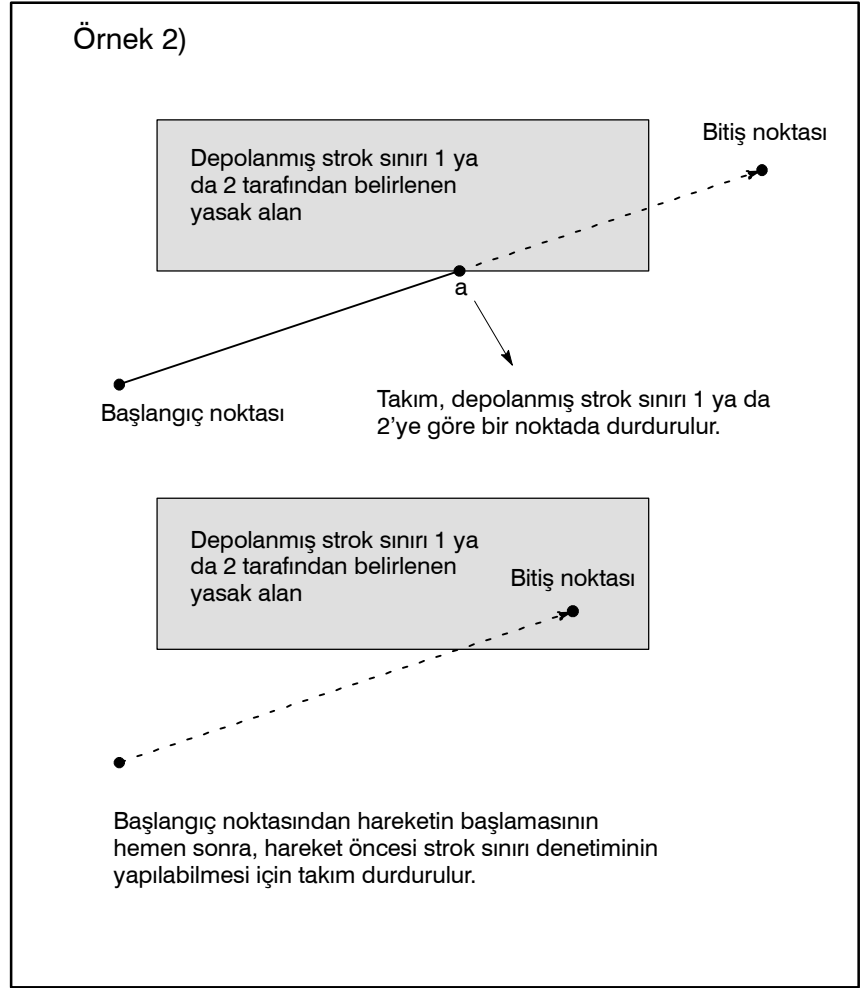 Örnek 2)
Depolanmış strok sınırı 1 ya
da 2 tarafından belirlenen
yasak alan
Bitiş noktası
a
Başlangıç noktası
Takım, depolanmış strok sınırı 1 ya da
2’ye göre bir noktada durdurulur.
Depolanmış strok sınırı 1 ya
da 2 tarafından belirlenen
yasak alan
Bitiş noktası
Başlangıç noktasından hareketin başlamasının
hemen sonra, hareket öncesi strok sınırı denetiminin
yapılabilmesi için takım durdurulur.